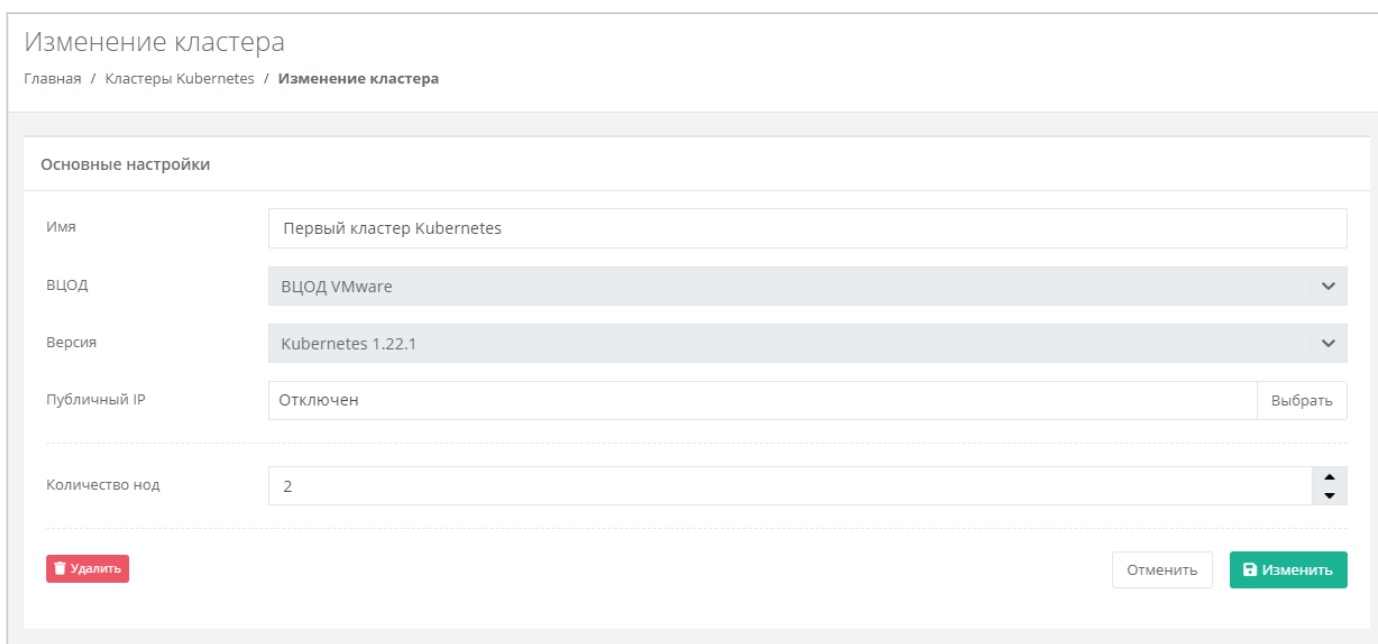 Изменение кластера
Главная / Кластеры Kubernetes / Изменение кластера
Основные настройки
Имя Первый кластер Kubernetes
ВЦОД ВЦОД VMware
Версия Kubernetes 1.22.1
Публичный IP Отключен Выбрать
Количество нод 2
Удалить Отменить Изменить